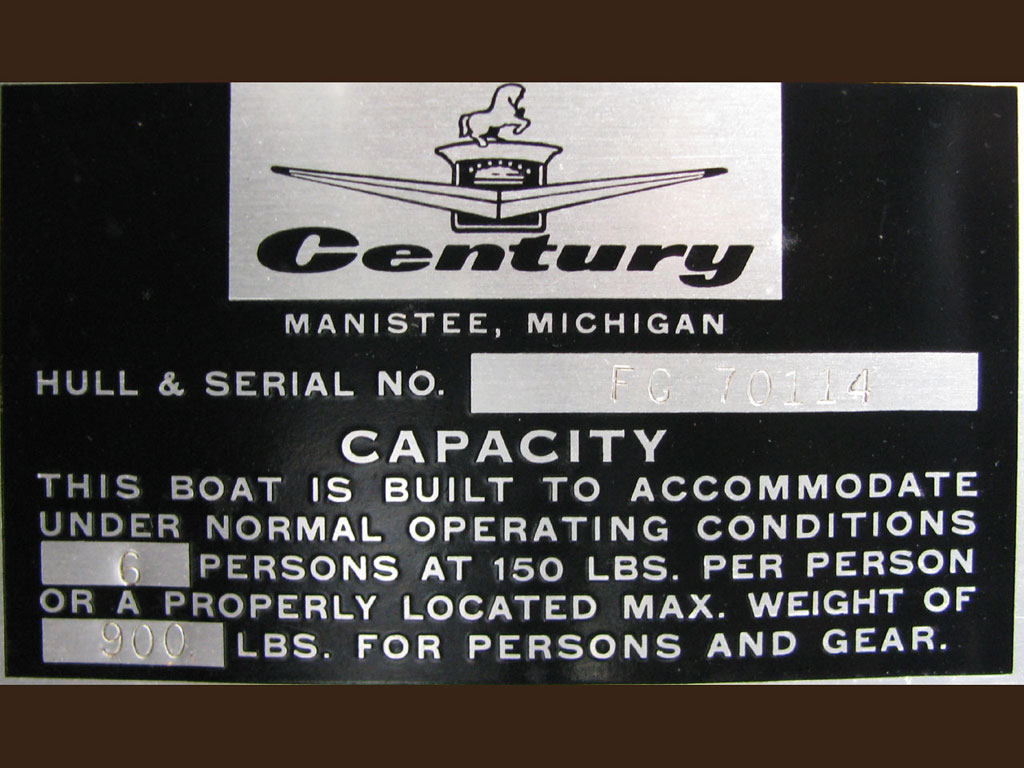 Century
MANISTEE, MICHIGAN
HULL & SERIAL NO. FG 70114
CAPACITY
THIS BOAT IS BUILT TO ACCOMMODATE
UNDER NORMAL OPERATING CONDITIONS
6 PERSONS AT 150 LBS. PER PERSON
OR A PROPERLY LOCATED MAX. WEIGHT OF
900 LBS. FOR PERSONS AND GEAR.